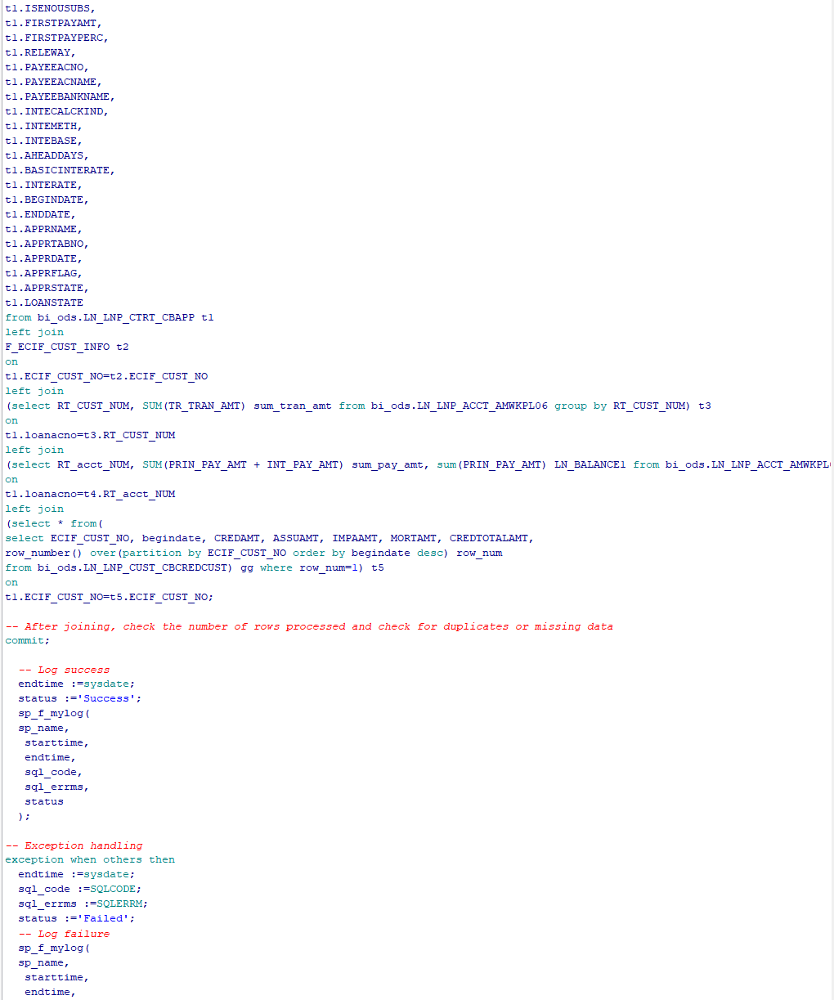 t1.ISENOUSUBS,
t1.FIRSTPAYAMT,
t1.FIRSTPAYPERC,
t1.RELEWAY,
t1.PAYEEACNO,
t1.PAYEEACNAME,
t1.PAYEEBANKNAME,
t1.INTECALCKIND,
t1.INTEMETH,
t1.INTEBASE,
t1.AHEADDAYS,
t1.BASICINTERATE,
t1.INTERATE,
t1.BEGINDATE,
t1.ENDDATE,
t1.APPRNAME,
t1.APPRTABNO,
t1.APPRDATE,
t1.APPRFLAG,
t1.APPRSTATE,
t1.LOANSTATE
from bi_ods.LN_LNP_CTRT_CBAPP t1
left join
F_ECIF_CUST_INFO t2
on
t1.ECIF_CUST_NO=t2.ECIF_CUST_NO
left join
(select RT_CUST_NUM, SUM(TR_TRAN_AMT) sum_tran_amt from bi_ods.LN_LNP_ACCT_AMWKPL06 group by RT_CUST_NUM) t3
on
t1.loanacno=t3.RT_CUST_NUM
left join
(select RT_acct_NUM, SUM(PRIN_PAY_AMT + INT_PAY_AMT) sum_pay_amt, sum(PRIN_PAY_AMT) LN_BALANCE1 from bi_ods.LN_LNP_ACCT_AMWKPL
on
t1.loanacno=t4.RT_acct_NUM
left join
(select * from(
select ECIF_CUST_NO, begindate, CREDAMT, ASSUAMT, IMPAAMT, MORTAMT, CREDTOTALAMT,
row_number() over(partition by ECIF_CUST_NO order by begindate desc) row_num
from bi_ods.LN_LNP_CUST_CBCREDCUST) gg where row_num=1) t5
on
t1.ECIF_CUST_NO=t5.ECIF_CUST_NO;
-- After joining, check the number of rows processed and check for duplicates or missing data
commit;
-- Log success
endtime :=sysdate;
status :='Success';
sp_f_mylog(
sp_name,
starttime,
endtime,
sql_code,
sql_errms,
status
);
-- Exception handling
exception when others then
endtime :=sysdate;
sql_code :=SQLCODE;
sql_errms :=SQLERRM;
status :='Failed';
-- Log failure
sp_f_mylog(
sp_name,
starttime,
endtime,